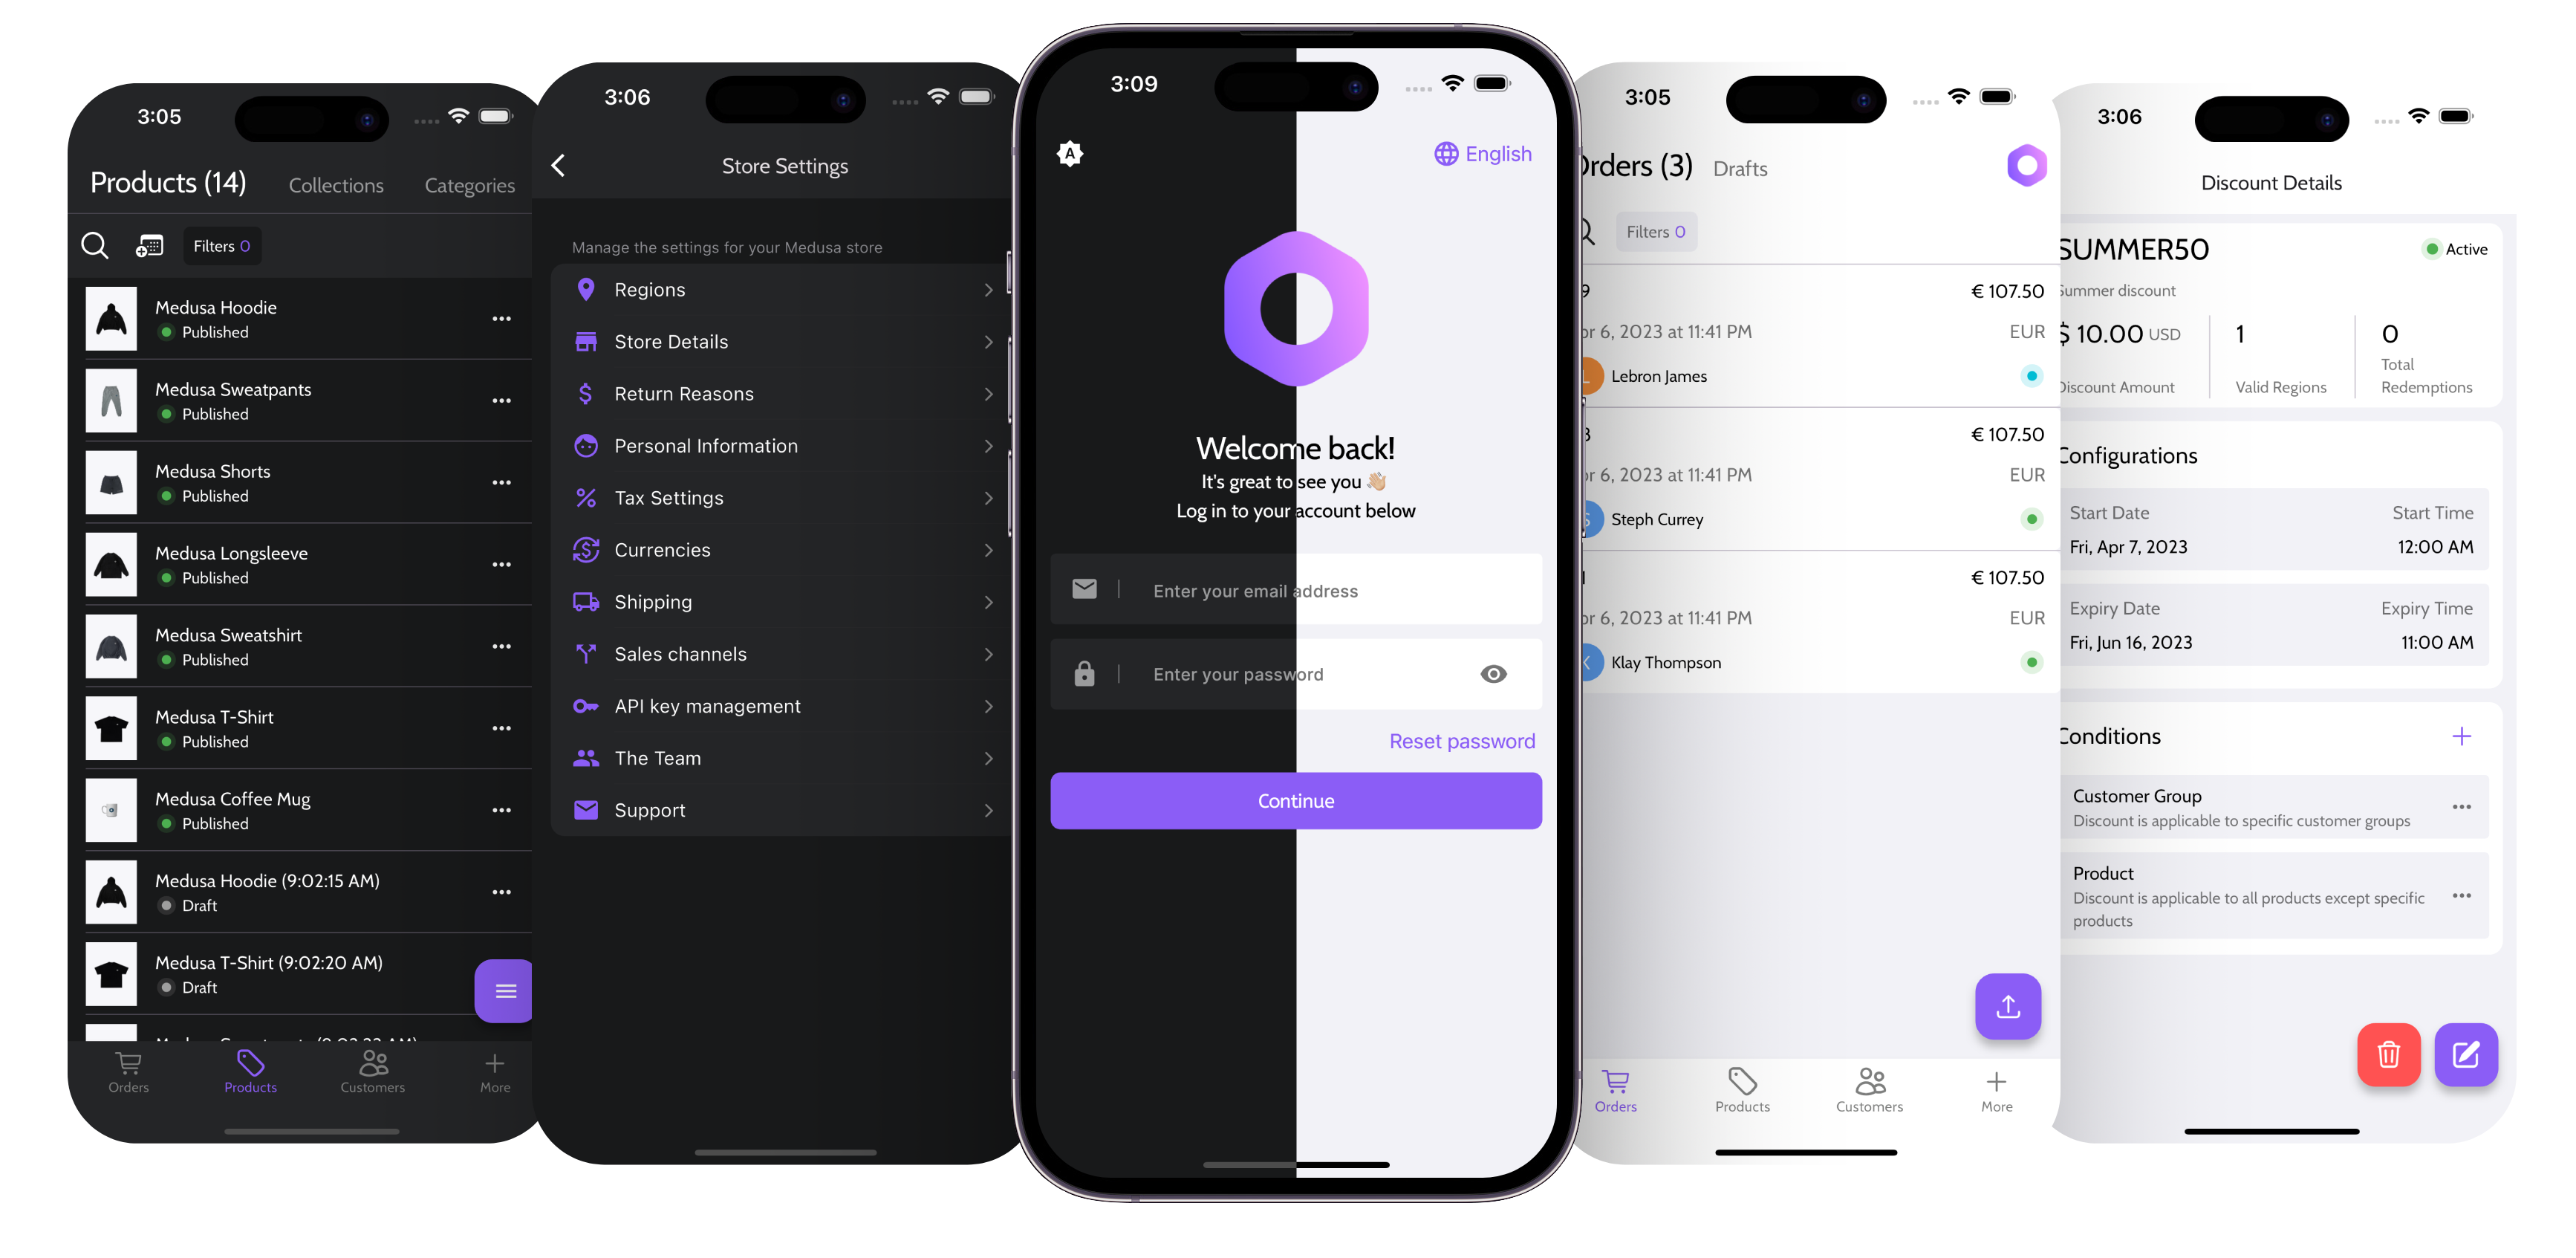 3:05
Products (14) Collections Categories
Filters 0
Medusa Hoodie
Published
Medusa Sweatpants
Published
Medusa Shorts
Published
Medusa Longsleeve
Published
Medusa Sweatshirt
Published
Medusa T-Shirt
Published
Medusa Coffee Mug
Published
Medusa Hoodie (9:02:15 AM)
Draft
Medusa T-Shirt (9:02:20 AM)
Draft
Orders Products Customers More
3:06
Store Settings
Manage the settings for your Medusa store
Regions
Store Details
Return Reasons
Personal Information
Tax Settings
Currencies
Shipping
Sales channels
API key management
The Team
Support
3:09
A
English
Welcome back!
It's great to see you 👋🏼
Log in to your account below
Enter your email address
Enter your password
Reset password
Continue
3:05
rders (3) Drafts
Filters 0
9 € 107.50
pr 6, 2023 at 11:41 PM EUR
L Lebron James
3 € 107.50
pr 6, 2023 at 11:41 PM EUR
S Steph Currey
1 € 107.50
pr 6, 2023 at 11:41 PM EUR
K Klay Thompson
Orders Products Customers More
3:06
Discount Details
SUMMER50 Active
Summer discount
$ 10.00 USD 1 0
Discount Amount Valid Regions Total
Redemptions
Configurations
Start Date Start Time
Fri, Apr 7, 2023 12:00 AM
Expiry Date Expiry Time
Fri, Jun 16, 2023 11:00 AM
Conditions
Customer Group
Discount is applicable to specific customer groups
Product
Discount is applicable to all products except specific
products